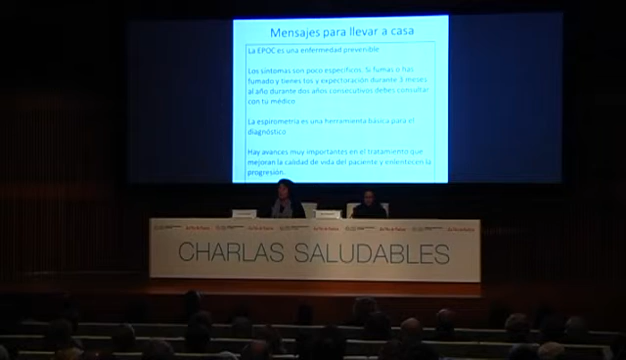 Mensajes para llevar a casa
La EPOC es una enfermedad prevenible
Los síntomas son poco específicos. Si fumas o has
fumado y tienes tos y expectoración durante 3 meses
al año durante dos años consecutivos debes consultar
con tu médico
La espirometría es una herramienta básica para el
diagnóstico
Hay avances muy importantes en el tratamiento que
mejoran la calidad de vida del paciente y enlentecen la
progresión.
CHARLAS SALUDABLES